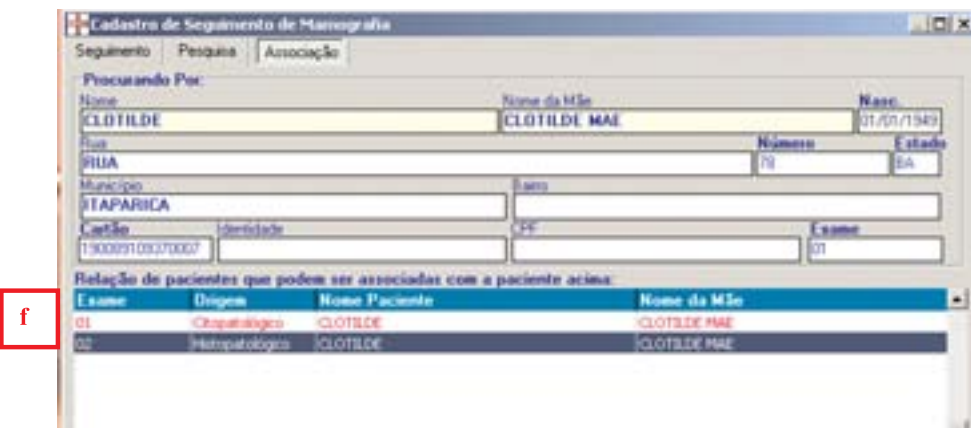 Cadastro de Seguimento de Mamografia
Seguimento Pesquisa Associação
Procurando Por:
Nome Nome da Mãe Nasc.
CLOTILDE CLOTILDE MAE 01/01/1949
Rua Número Estado
RUA 78 BA
Município Bairro
ITAPARICA
Cartão Identidade CPF Exame
01
Relação de pacientes que podem ser associadas com a paciente acima:
Exame Origem Nome Paciente Nome da Mãe
f
01 Citopatológico CLOTILDE CLOTILDE MAE
02 Histopatológico CLOTILDE CLOTILDE MAE